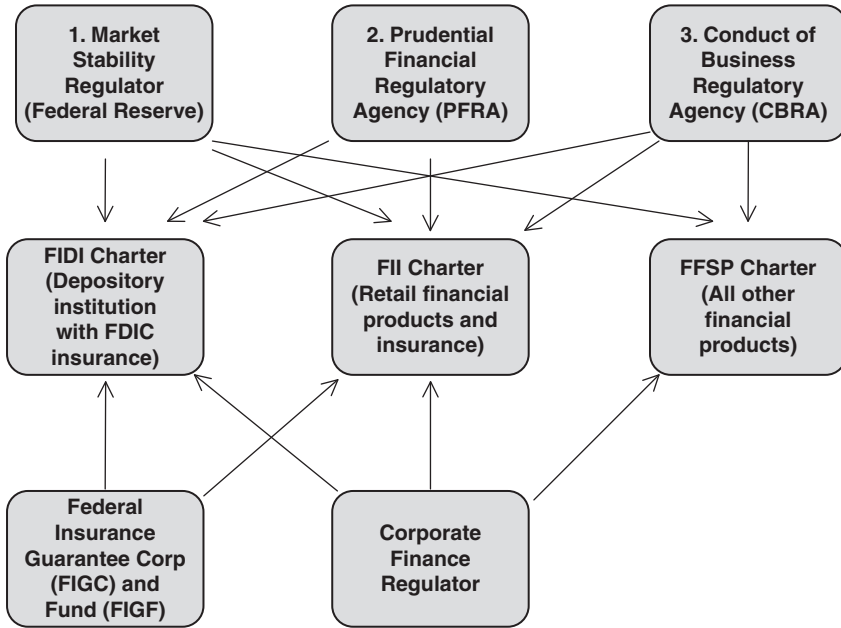 1. Market
Stability
Regulator
(Federal Reserve)
2. Prudential
Financial
Regulatory
Agency (PFRA)
3. Conduct of
Business
Regulatory
Agency (CBRA)
FIDI Charter
(Depository
institution
with FDIC
insurance)
FII Charter
(Retail financial
products and
insurance)
FFSP Charter
(All other
financial
products)
Federal
Insurance
Guarantee Corp
(FIGC) and
Fund (FIGF)
Corporate
Finance
Regulator